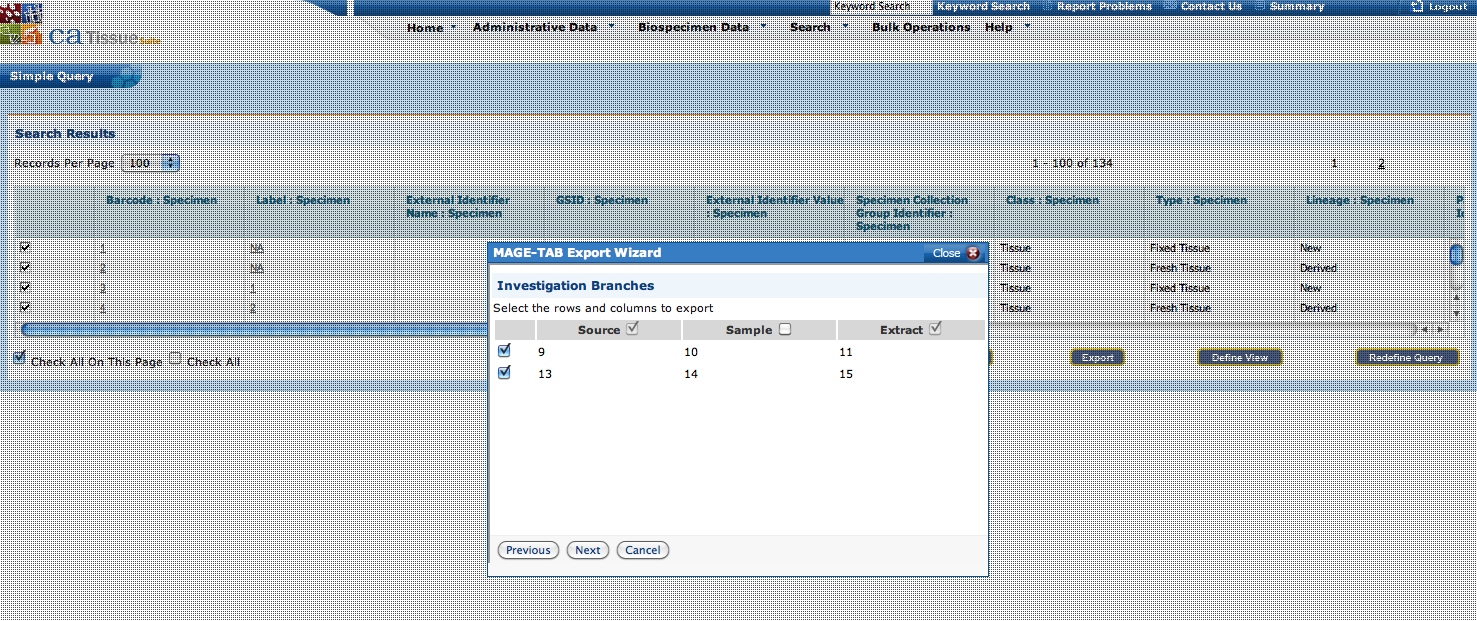 Keyword Search Keyword Search Report Problems Contact Us Summary Logout
Home Administrative Data Biospecimen Data Search Bulk Operations Help
ca Tissue Suite
Simple Query
Search Results
Records Per Page 100 1 - 100 of 134 1 2
Barcode : Specimen Label : Specimen External Identifier Name : Specimen GSID : Specimen External Identifier Value : Specimen Specimen Collection Group Identifier : Specimen Class : Specimen Type : Specimen Lineage : Specimen
1 NA Tissue Fixed Tissue New
2 NA Tissue Fresh Tissue Derived
3 1 Tissue Fixed Tissue New
4 2 Tissue Fresh Tissue Derived
Check All On This Page Check All Export Define View Redefine Query
MAGE-TAB Export Wizard Close
Investigation Branches
Select the rows and columns to export
Source Sample Extract
9 10 11
13 14 15
Previous Next Cancel